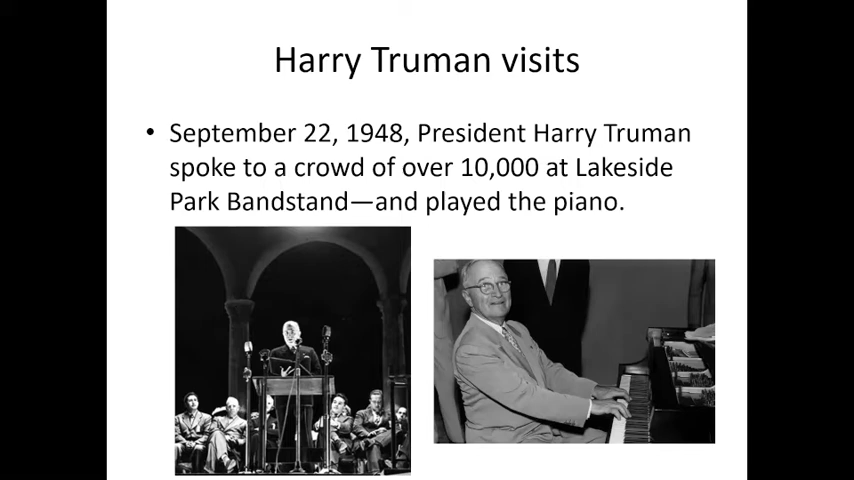 Harry Truman visits
• September 22, 1948, President Harry Truman
spoke to a crowd of over 10,000 at Lakeside
Park Bandstand—and played the piano.